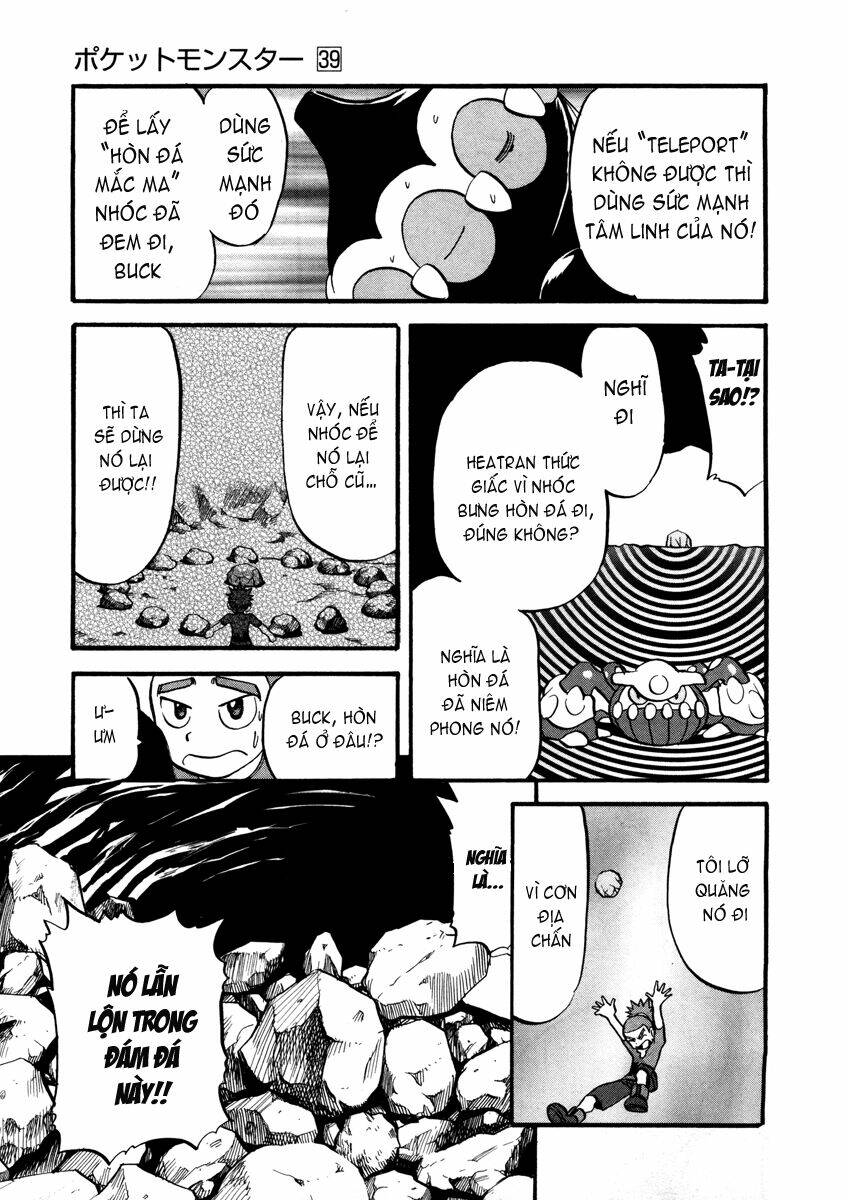 ポケットモンスター 39
NẾU "TELEPORT"
KHÔNG ĐƯỢC THÌ
DÙNG SỨC MẠNH
TÂM LINH CỦA NÓ!
DÙNG
SỨC
MẠNH
ĐÓ
ĐỂ LẤY
"HÒN ĐÁ
MẮC MA"
NHÓC ĐÃ
ĐEM ĐI,
BUCK
TA-TẠI
SAO!?
NGHĨ
ĐI
HEATRAN THỨC
GIẤC VÌ NHÓC
BƯNG HÒN ĐÁ ĐI,
ĐÚNG KHÔNG?
NGHĨA LÀ
HÒN ĐÁ
ĐÃ NIÊM
PHONG NÓ!
VẬY, NẾU
NHÓC ĐỂ
NÓ LẠI
CHỖ CŨ...
THÌ TA
SẼ DỪNG
NÓ LẠI
ĐƯỢC!!
BUCK, HÒN
ĐÁ Ở ĐÂU!?
Ư-
ƯM
TÔI LỠ
QUĂNG
NÓ ĐI
VÌ CƠN
ĐỊA
CHẤN
NGHĨA
LÀ...
NÓ LẪN
LỘN TRONG
ĐÁM ĐÁ
NÀY!!